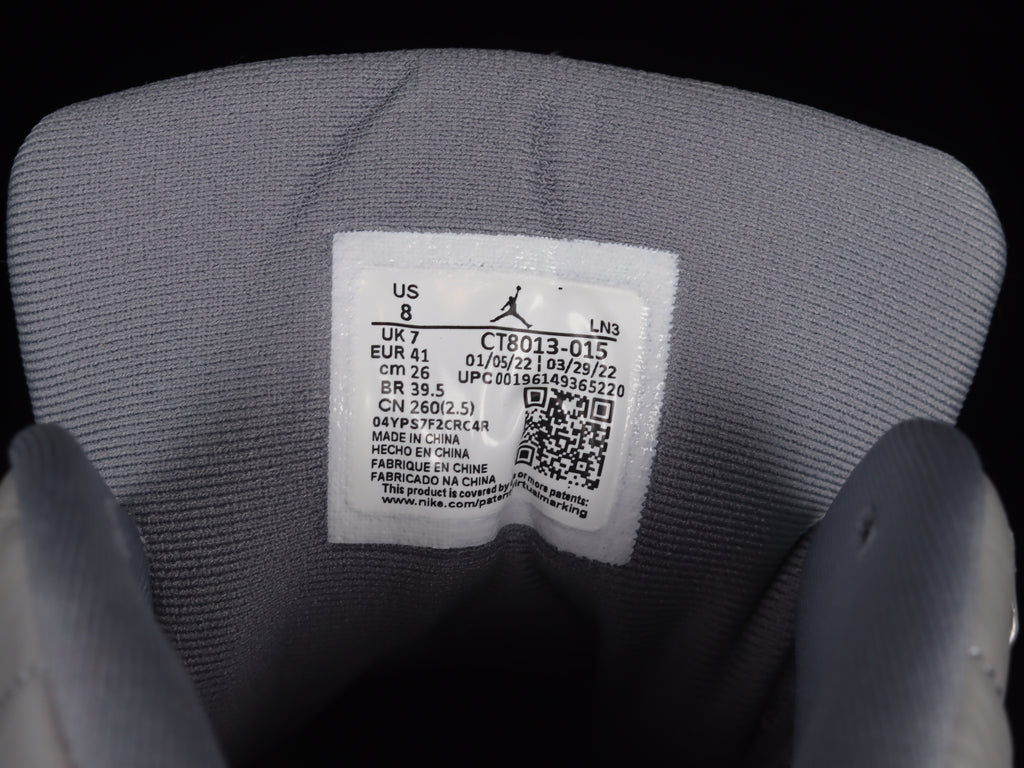 US
8
LN3
UK 7
EUR 41
cm 26
BR 39.5
CN 260(2.5)
CT8013-015
01/05/22 | 03/29/22
UPC 00196149365220
04YPS7F2CRC4R
MADE IN CHINA
HECHO EN CHINA
FABRIQUE EN CHINE
FABRICADO NA CHINA
This product is covered by or more patents:
www.nike.com/patent virtualmarking